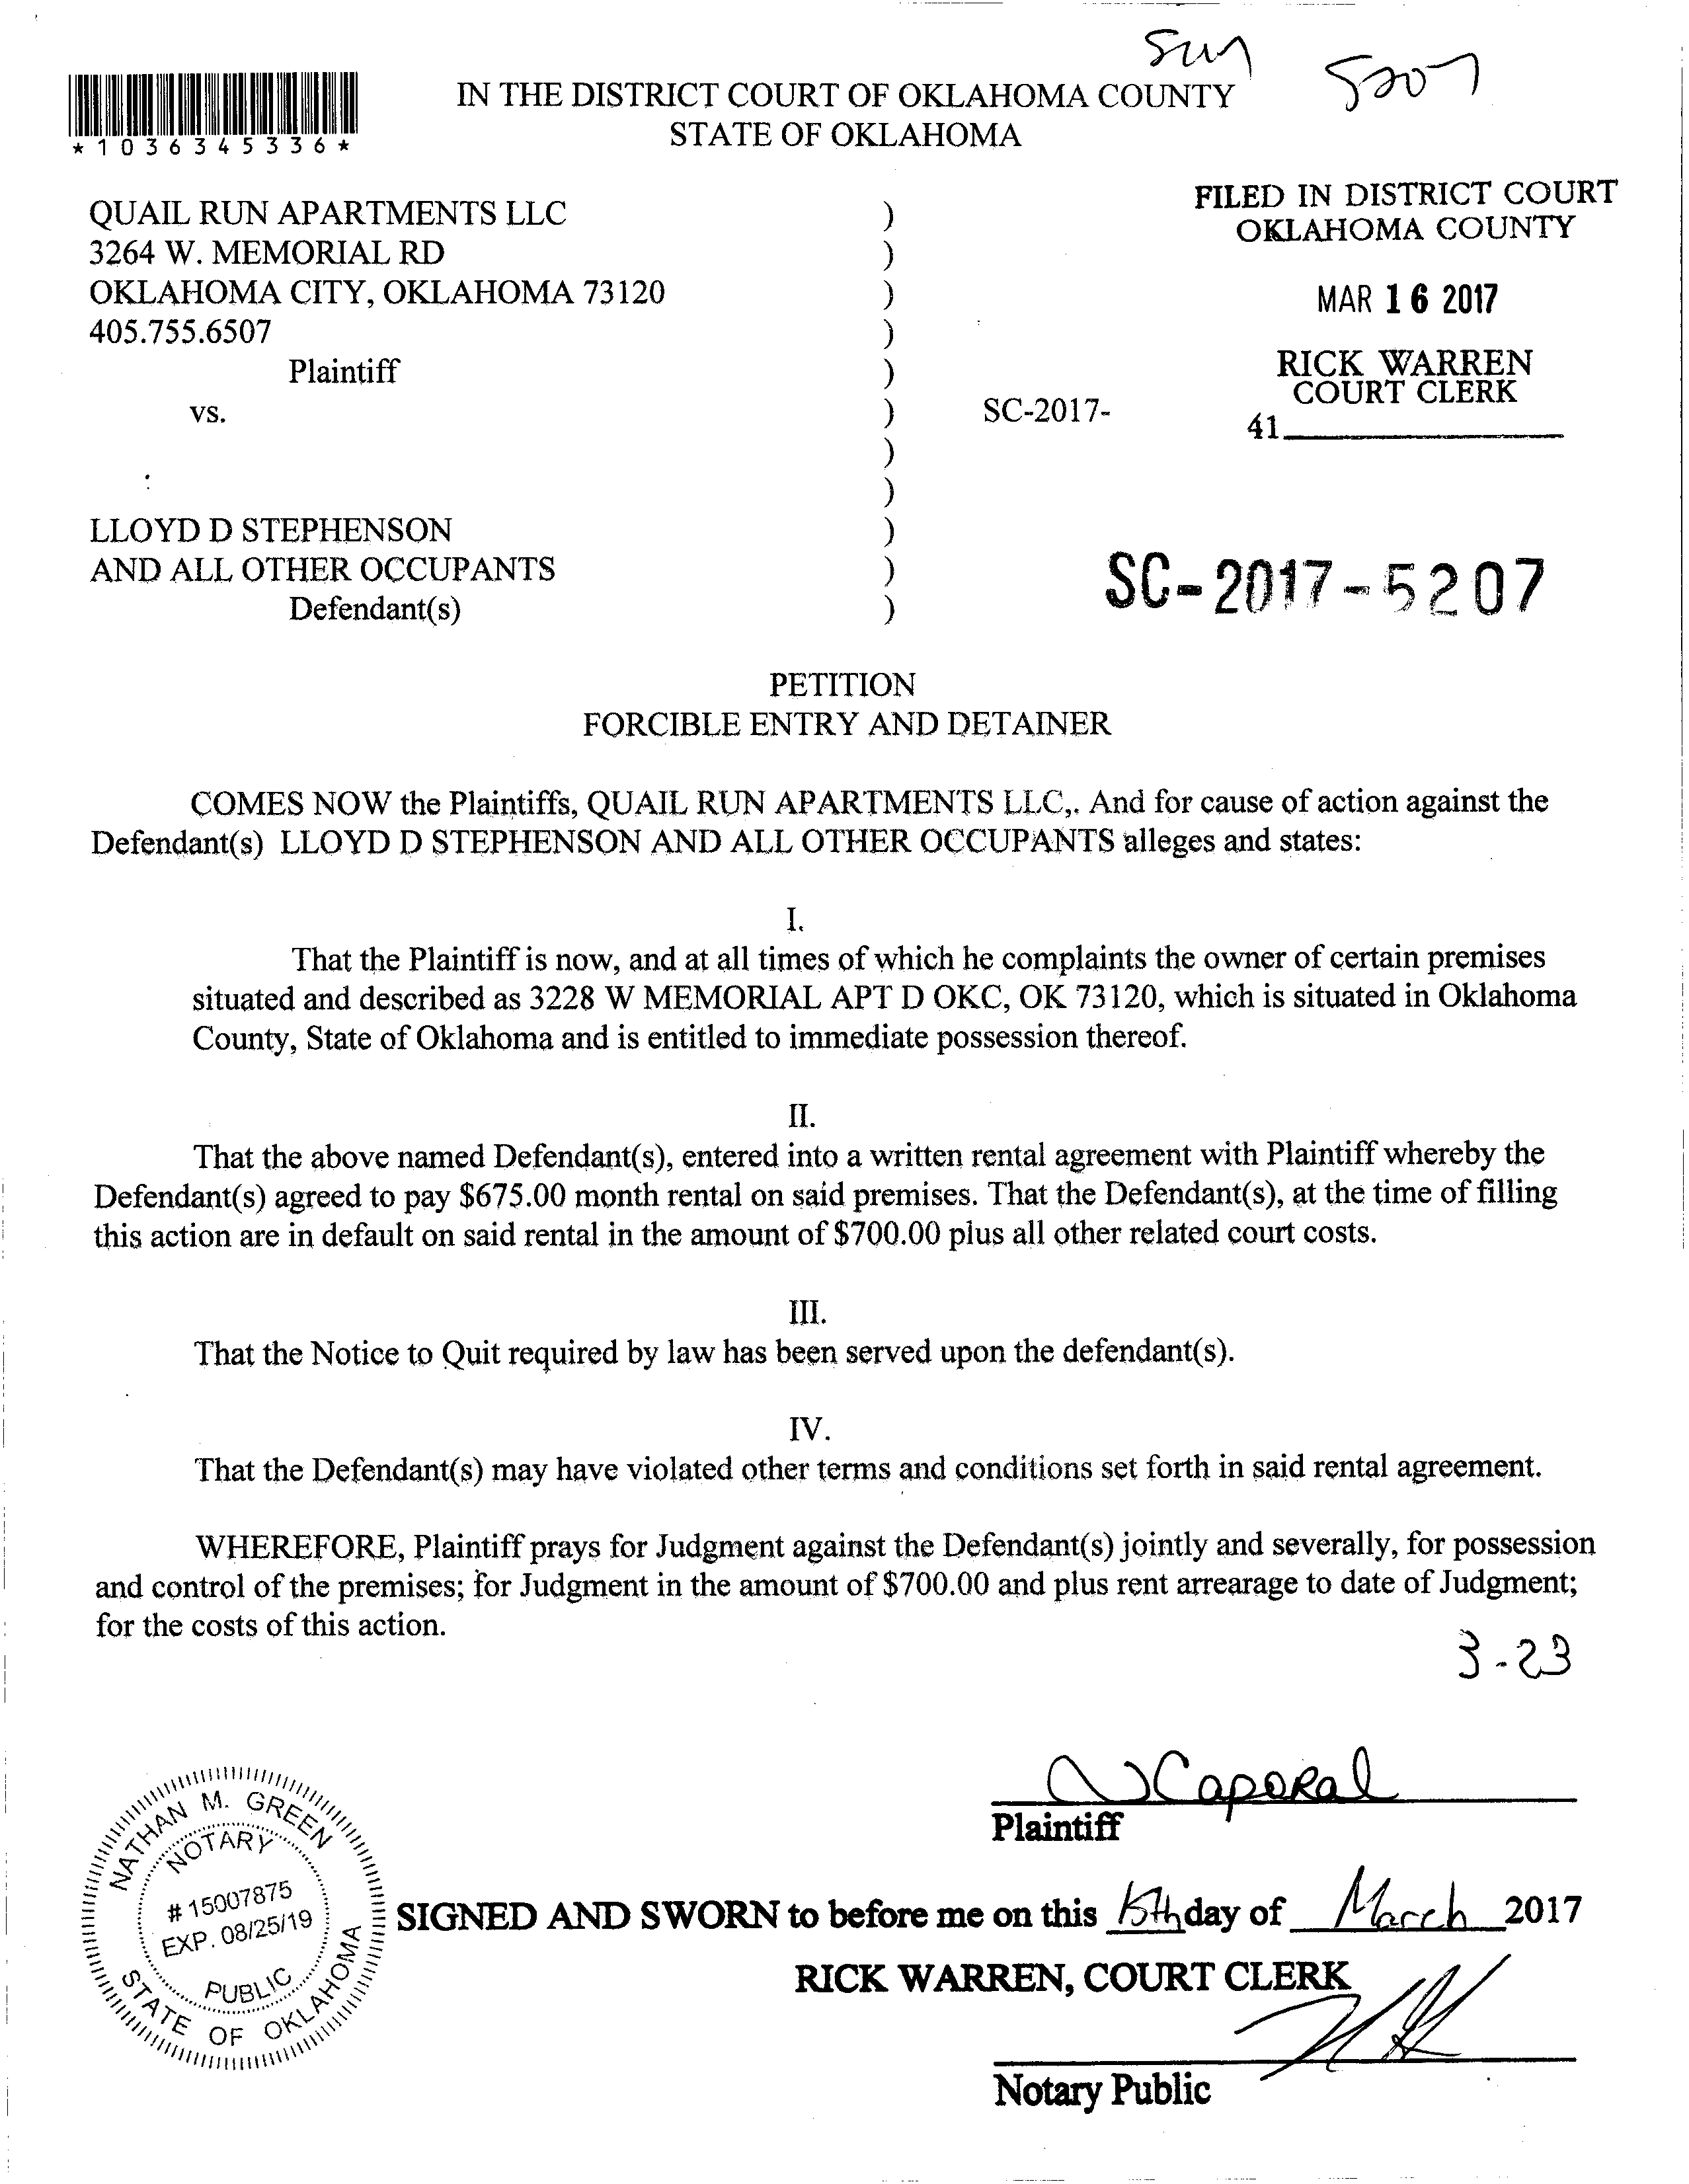 5207
IN THE DISTRICT COURT OF OKLAHOMA COUNTY
STATE OF OKLAHOMA
*1036345336*
FILED IN DISTRICT COURT
OKLAHOMA COUNTY
MAR 16 2017
RICK WARREN
COURT CLERK
41
QUAIL RUN APARTMENTS LLC )
3264 W. MEMORIAL RD )
OKLAHOMA CITY, OKLAHOMA 73120 )
405.755.6507 )
Plaintiff )
vs. ) SC-2017-
)
)
LLOYD D STEPHENSON )
AND ALL OTHER OCCUPANTS )
Defendant(s) )
SC-2017-5207
PETITION
FORCIBLE ENTRY AND DETAINER
COMES NOW the Plaintiffs, QUAIL RUN APARTMENTS LLC,. And for cause of action against the
Defendant(s) LLOYD D STEPHENSON AND ALL OTHER OCCUPANTS alleges and states:
I.
That the Plaintiff is now, and at all times of which he complaints the owner of certain premises
situated and described as 3228 W MEMORIAL APT D OKC, OK 73120, which is situated in Oklahoma
County, State of Oklahoma and is entitled to immediate possession thereof.
II.
That the above named Defendant(s), entered into a written rental agreement with Plaintiff whereby the
Defendant(s) agreed to pay $675.00 month rental on said premises. That the Defendant(s), at the time of filling
this action are in default on said rental in the amount of $700.00 plus all other related court costs.
III.
That the Notice to Quit required by law has been served upon the defendant(s).
IV.
That the Defendant(s) may have violated other terms and conditions set forth in said rental agreement.
WHEREFORE, Plaintiff prays for Judgment against the Defendant(s) jointly and severally, for possession
and control of the premises; for Judgment in the amount of $700.00 and plus rent arrearage to date of Judgment;
for the costs of this action.
3-23
N Caporal
Plaintiff
NATHAN M. GREEN
NOTARY
# 15007875
EXP. 08/25/19
PUBLIC
STATE OF OKLAHOMA
SIGNED AND SWORN to before me on this 15th day of March 2017
RICK WARREN, COURT CLERK
Notary Public